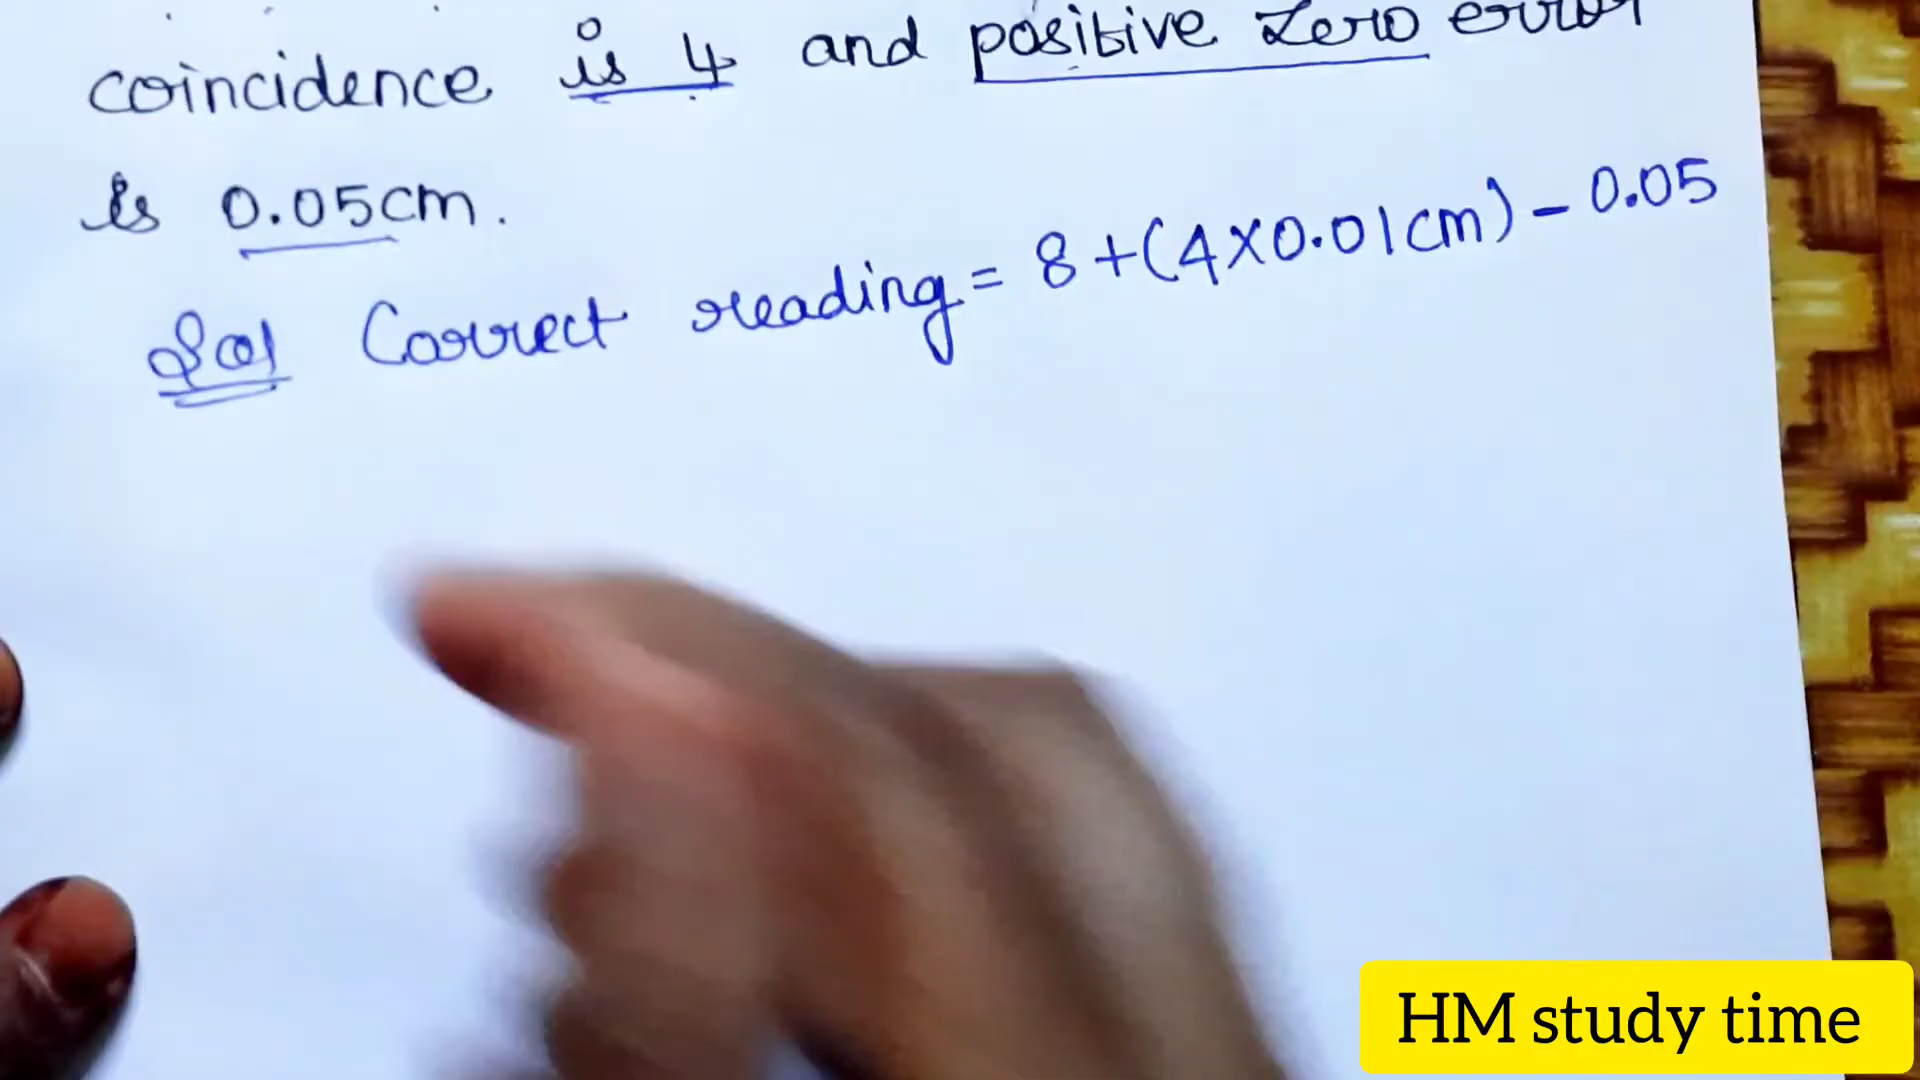 coincidence is 4 and positive zero error
is 0.05cm.
Sol Correct reading = 8 + (4×0.01cm) - 0.05
HM study time